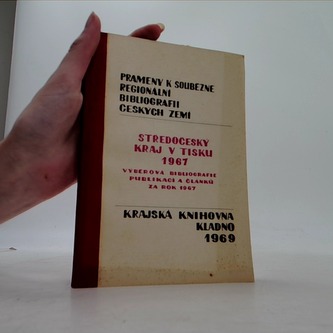 PRAMENY K SOUBĚŽNÉ
REGIONÁLNÍ
BIBLIOGRAFII
ČESKÝCH ZEMÍ
STŘEDOČESKÝ
KRAJ V TISKU
1967
VÝBĚROVÁ BIBLIOGRAFIE
PUBLIKACÍ A ČLÁNKŮ
ZA ROK 1967
KRAJSKÁ KNIHOVNA
KLADNO
1969